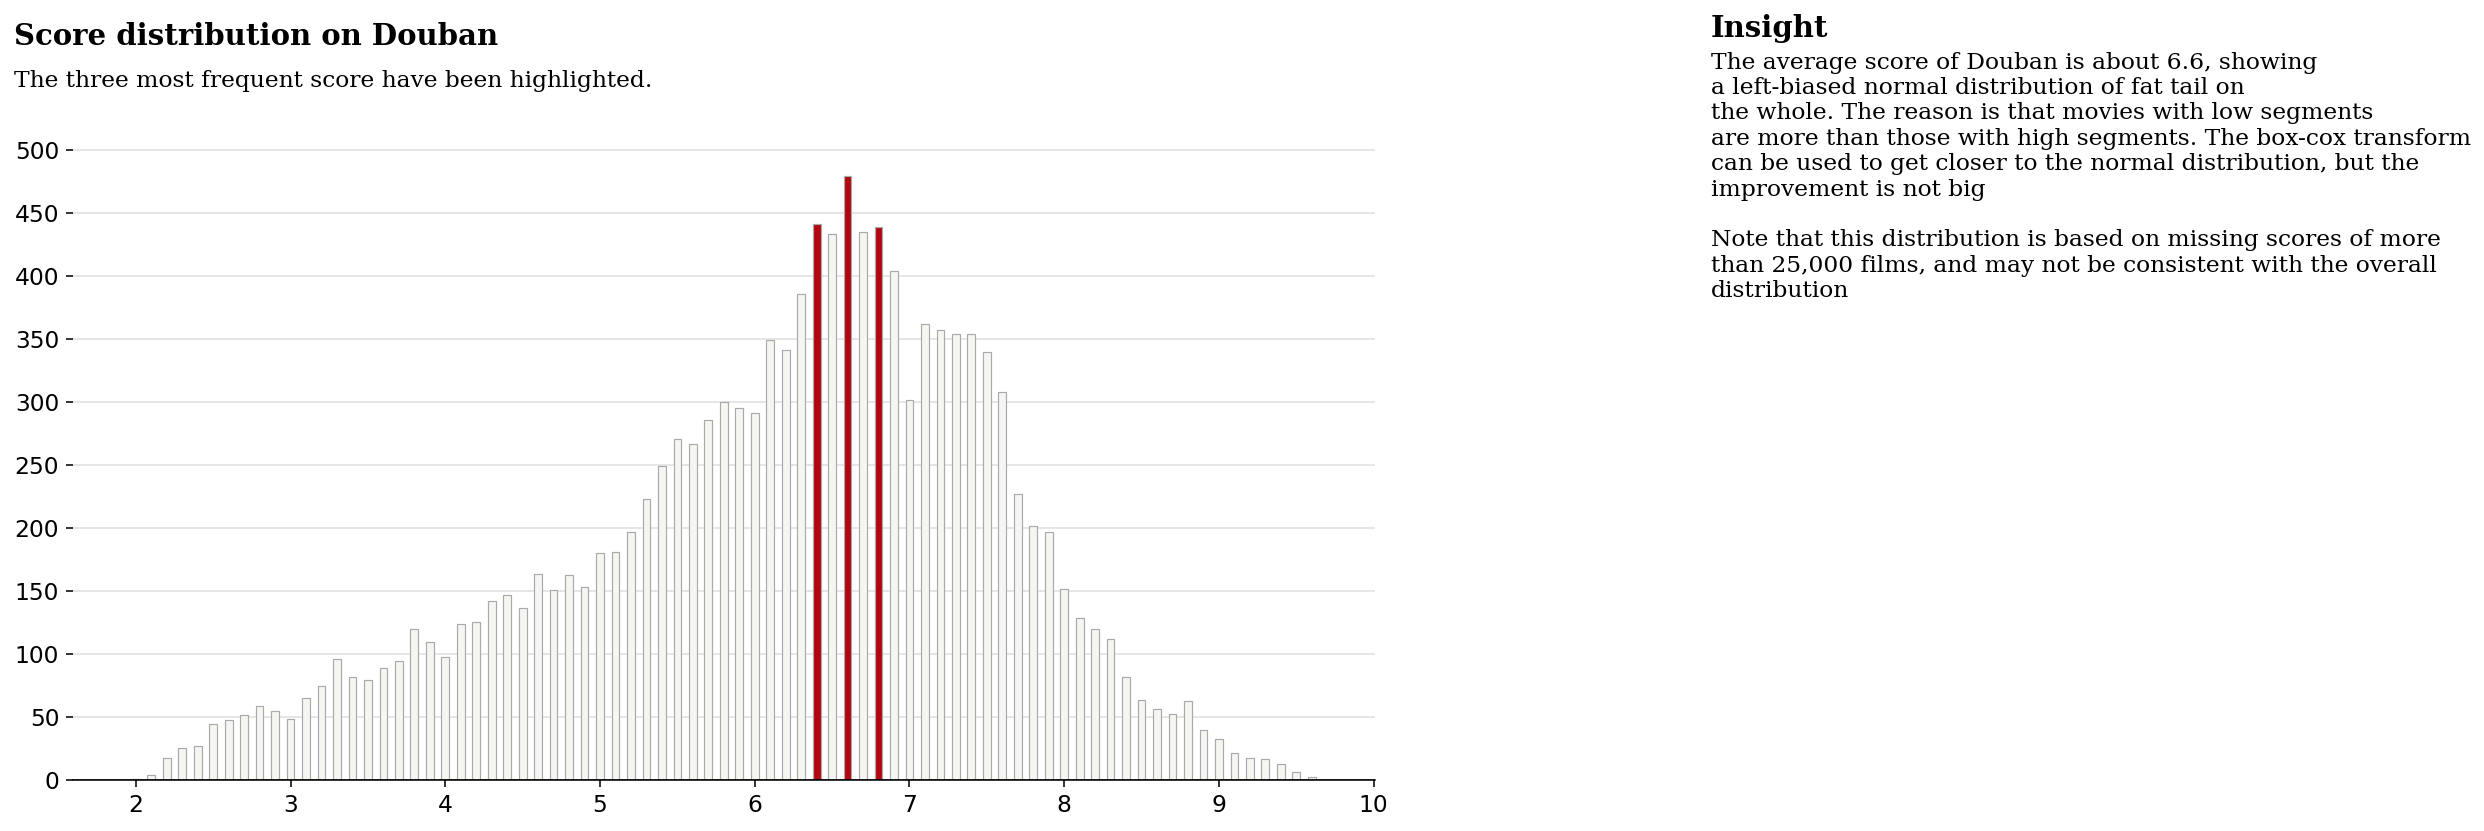 Score distribution on Douban
The three most frequent score have been highlighted.
500
450
400
350
300
250
200
150
100
50
0
2 3 4 5 6 7 8 9 10
Insight
The average score of Douban is about 6.6, showing
a left-biased normal distribution of fat tail on
the whole. The reason is that movies with low segments
are more than those with high segments. The box-cox transform
can be used to get closer to the normal distribution, but the
improvement is not big
Note that this distribution is based on missing scores of more
than 25,000 films, and may not be consistent with the overall
distribution